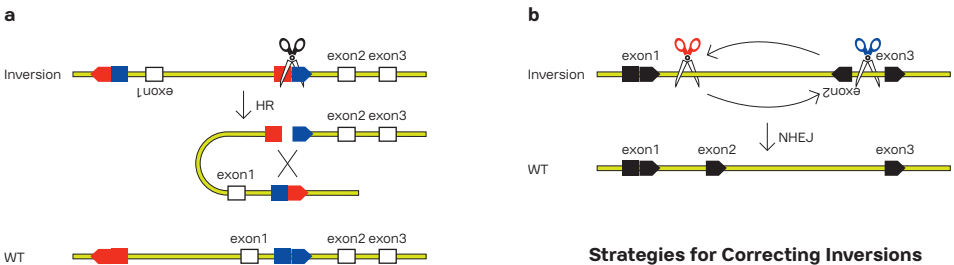 a
exon2 exon3
Inversion
exon1
HR
exon2 exon3
exon1
exon1
exon2 exon3
WT
b
exon1
exon3
Inversion
exon2
NHEJ
exon1
exon2
exon3
WT
Strategies for Correcting Inversions